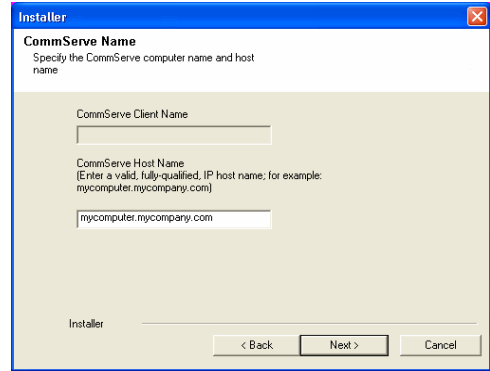 Installer
CommServe Name
Specify the CommServe computer name and host
name
CommServe Client Name
CommServe Host Name
(Enter a valid, fully-qualified, IP host name; for example:
mycomputer.mycompany.com)
mycomputer.mycompany.com
Installer
< Back
Next >
Cancel